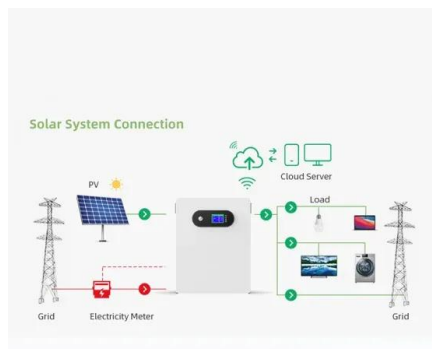 Solar System Connection
Cloud Server
PV
Load
Grid
Electricity Meter
Grid